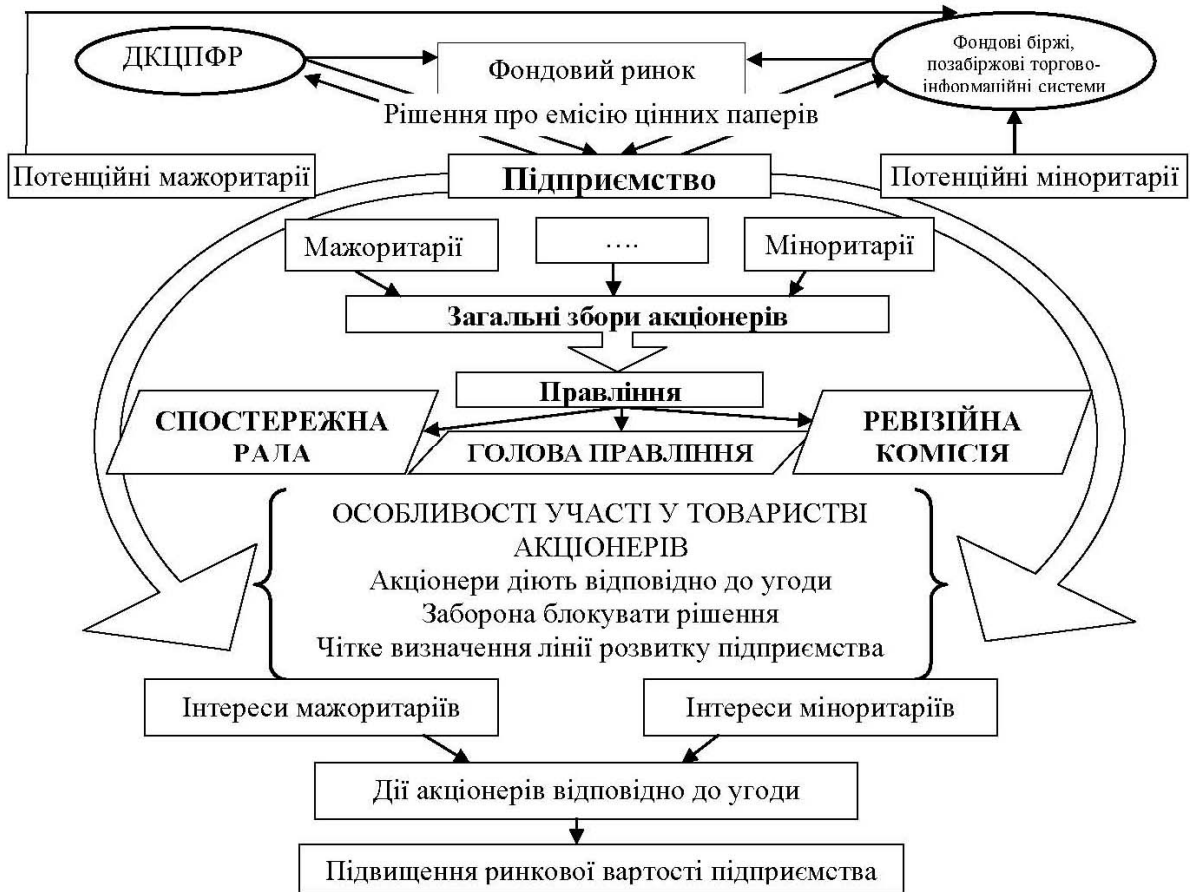 ДКЦПФР
Фондовий ринок
Фондові біржі,
позабіржові торгово-
інформаційні системи
Рішення про емісію цінних паперів
Потенційні мажоритарії
Підприємство
Потенційні міноритарії
Мажоритарії
….
Міноритарії
Загальні збори акціонерів
Правління
СПОСТЕРЕЖНА
РАДА
ГОЛОВА ПРАВЛІННЯ
РЕВІЗІЙНА
КОМІСІЯ
ОСОБЛИВОСТІ УЧАСТІ У ТОВАРИСТВІ
АКЦІОНЕРІВ
Акціонери діють відповідно до угоди
Заборона блокувати рішення
Чітке визначення лінії розвитку підприємства
Інтереси мажоритаріїв
Інтереси міноритаріїв
Дії акціонерів відповідно до угоди
Підвищення ринкової вартості підприємства